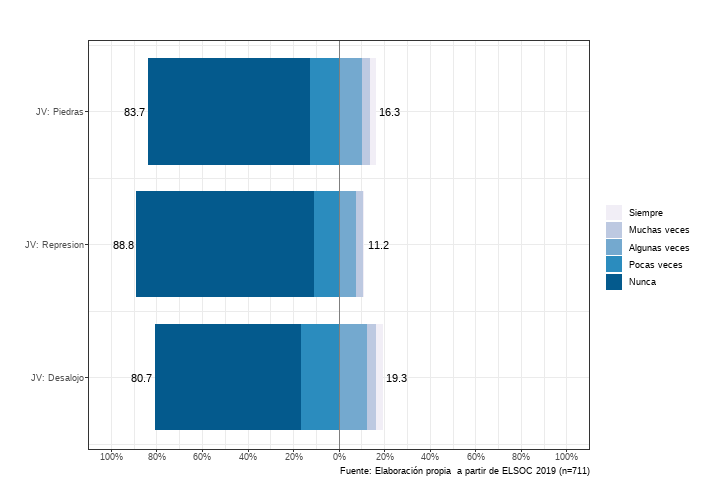 JV: Piedras
83.7
16.3
JV: Represion
88.8
11.2
JV: Desalojo
80.7
19.3
100%
80%
60%
40%
20%
0%
20%
40%
60%
80%
100%
Siempre
Muchas veces
Algunas veces
Pocas veces
Nunca
Fuente: Elaboración propia  a partir de ELSOC 2019 (n=711)